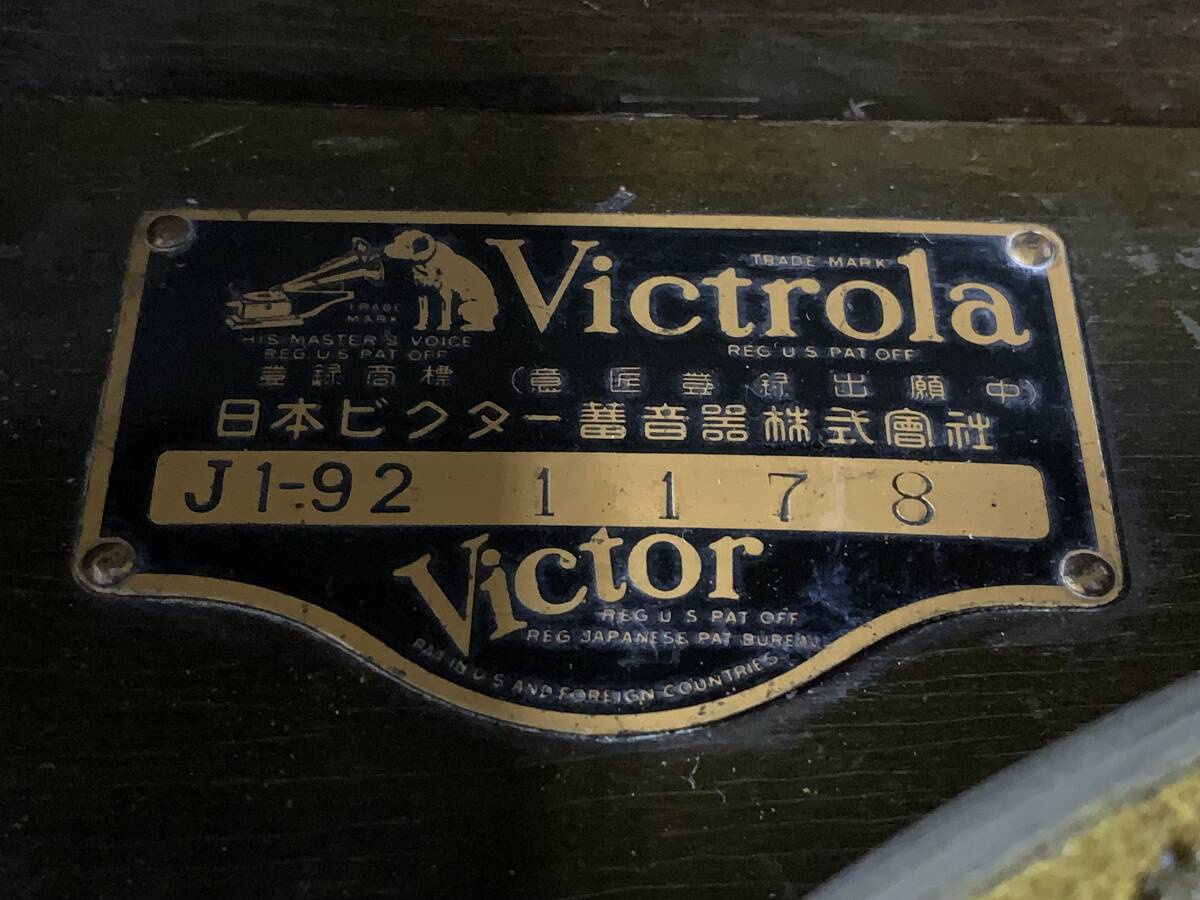 TRADE MARK
Victrola
REG U S PAT OFF
TRADE
MARK
HIS MASTER'S VOICE
REG. U S PAT OFF
登録商標 (意匠登録出願中)
日本ビクター蓄音器株式會社
J1-92 1178
Victor
REG U S PAT OFF
REG JAPANESE PAT BUREAU
PAT IN U S AND FOREIGN COUNTRIES